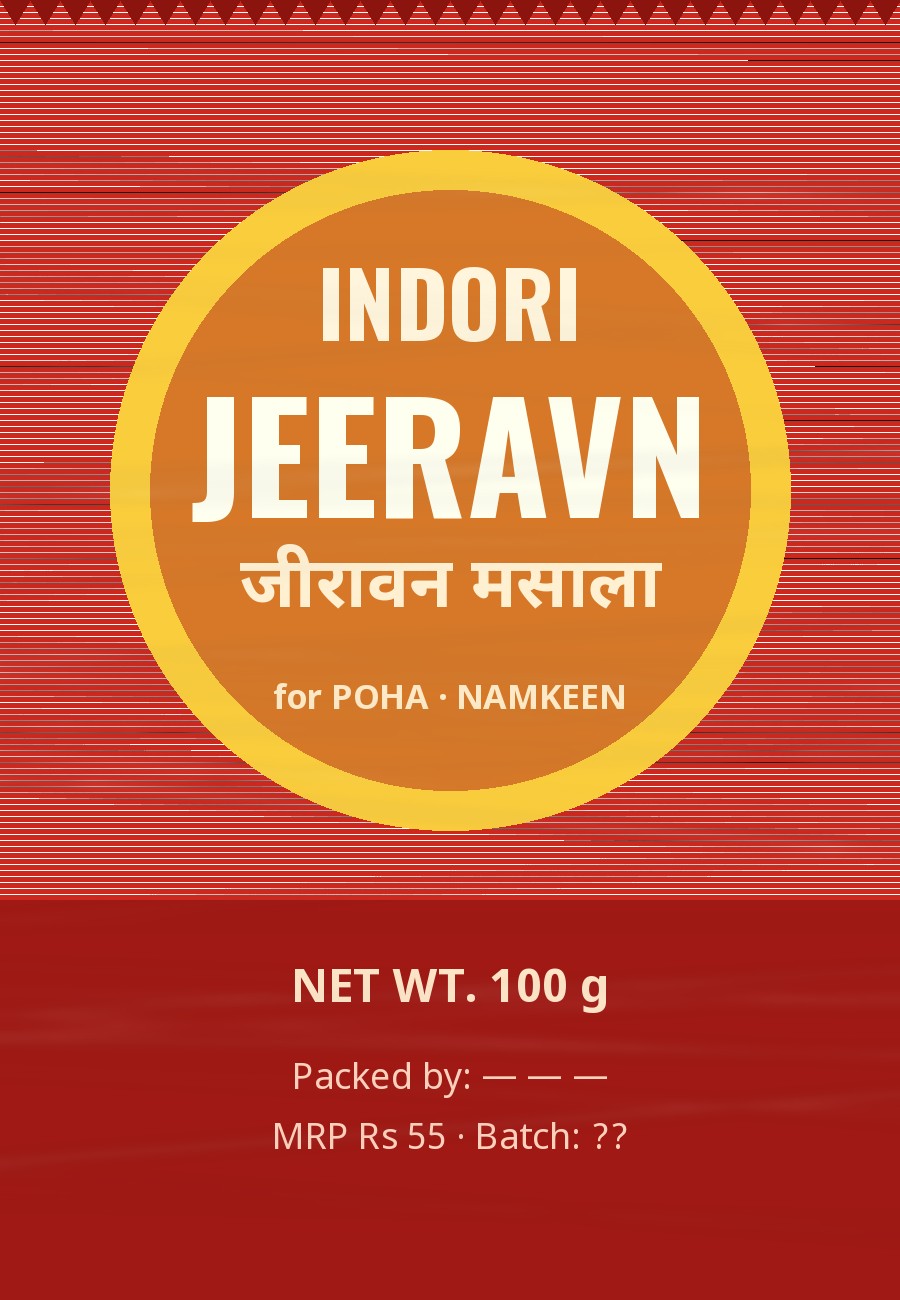 INDORI
JEERAVN
जीरावन मसाला
for POHA · NAMKEEN
NET WT. 100 g
Packed by: — — —
MRP Rs 55 · Batch: ??